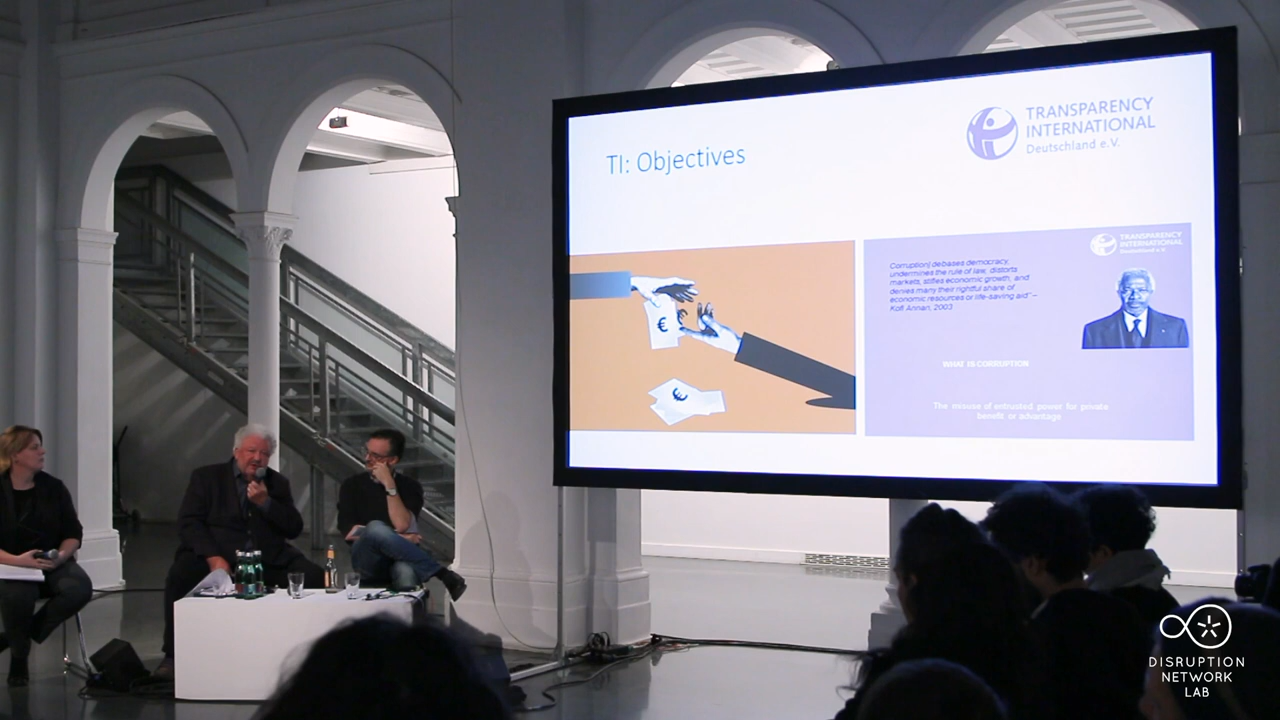 TI: Objectives
TRANSPARENCY
INTERNATIONAL
Deutschland e.V.
€
€
TRANSPARENCY
INTERNATIONAL
Deutschland e.V.
Corruption] debases democracy,
undermines the rule of law, distorts
markets, stifles economic growth, and
denies many their rightful share of
economic resources or life-saving aid" –
Kofi Annan, 2003
WHAT IS CORRUPTION
The misuse of entrusted power for private
benefit or advantage
DISRUPTION
NETWORK
LAB